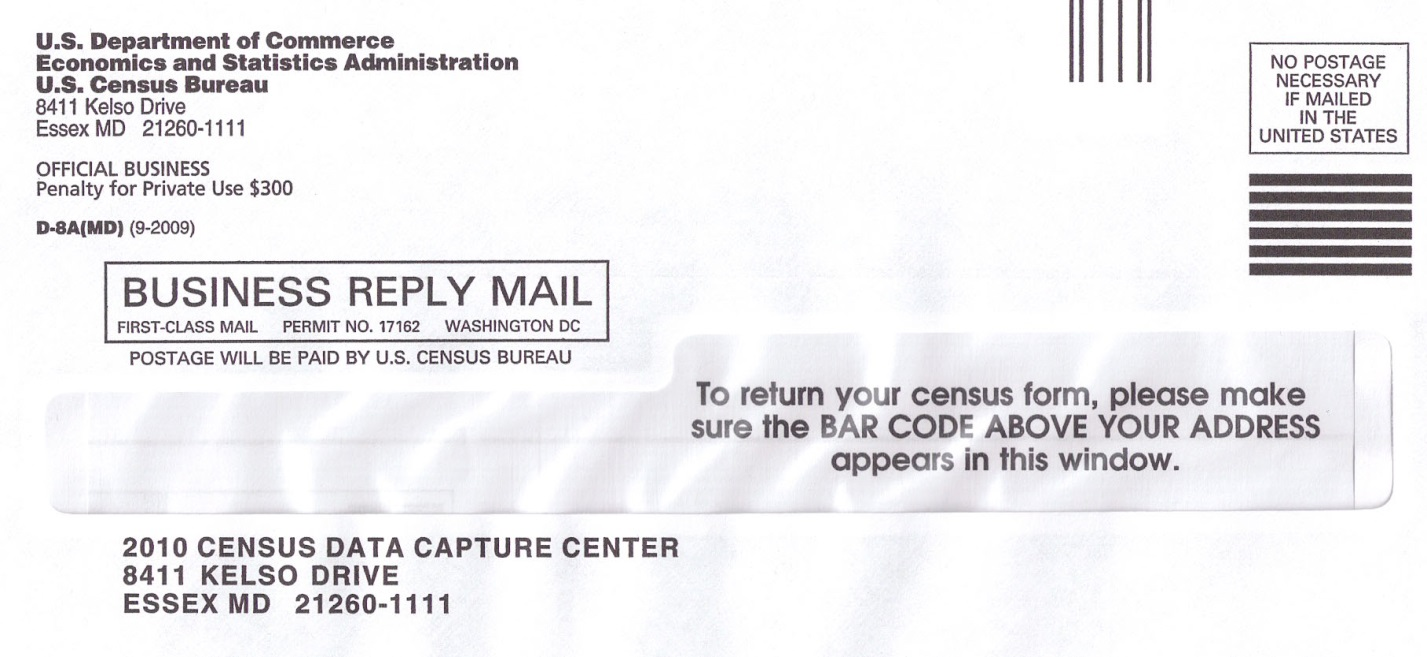 U.S. Department of Commerce
Economics and Statistics Administration
U.S. Census Bureau
8411 Kelso Drive
Essex MD 21260-1111
OFFICIAL BUSINESS
Penalty for Private Use $300
D-8A(MD) (9-2009)
NO POSTAGE
NECESSARY
IF MAILED
IN THE
UNITED STATES
BUSINESS REPLY MAIL
FIRST-CLASS MAIL PERMIT NO. 17162 WASHINGTON DC
POSTAGE WILL BE PAID BY U.S. CENSUS BUREAU
To return your census form, please make
sure the BAR CODE ABOVE YOUR ADDRESS
appears in this window.
2010 CENSUS DATA CAPTURE CENTER
8411 KELSO DRIVE
ESSEX MD 21260-1111